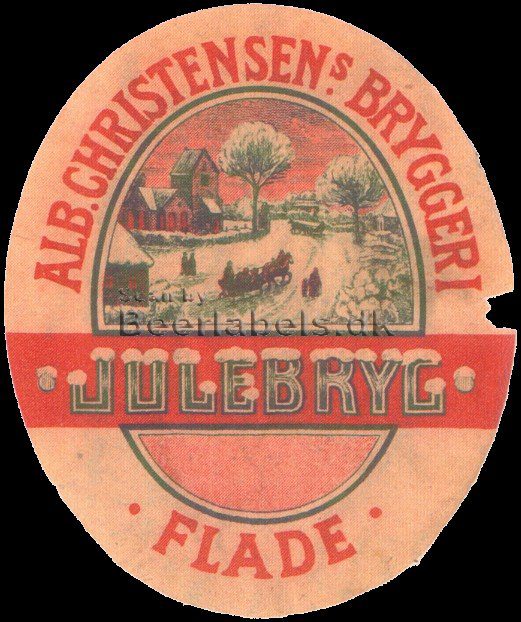 ALB. CHRISTENSENS BRYGGERI
Scan by
Beerlabels.dk
JULEBRYG
FLADE